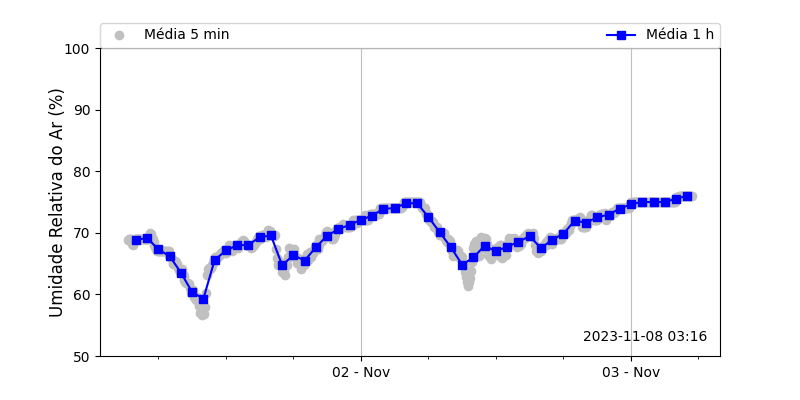 Média 5 min
Média 1 h
100
90
80
70
60
50
Umidade Relativa do Ar (%)
2023-11-08 03:16
02 - Nov
03 - Nov